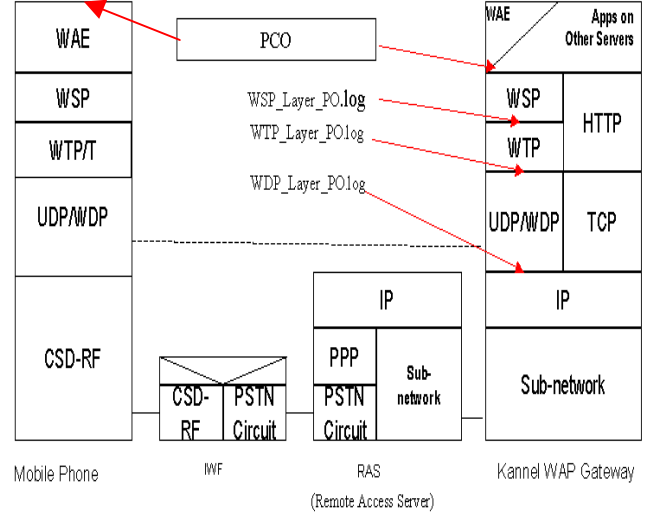 WAE
WSP
WTP/T
UDP/WDP
CSD-RF
Mobile Phone
PCO
WSP_Layer_PO.log
WTP_Layer_PO.log
WDP_Layer_PO.log
CSD-
RF
PSTN
Circuit
IWF
IP
PPP
PSTN
Circuit
Sub-
network
RAS
(Remote Access Server)
WAE
Apps on
Other Servers
WSP
WTP
HTTP
UDP/WDP
TCP
IP
Sub-network
Kannel WAP Gateway